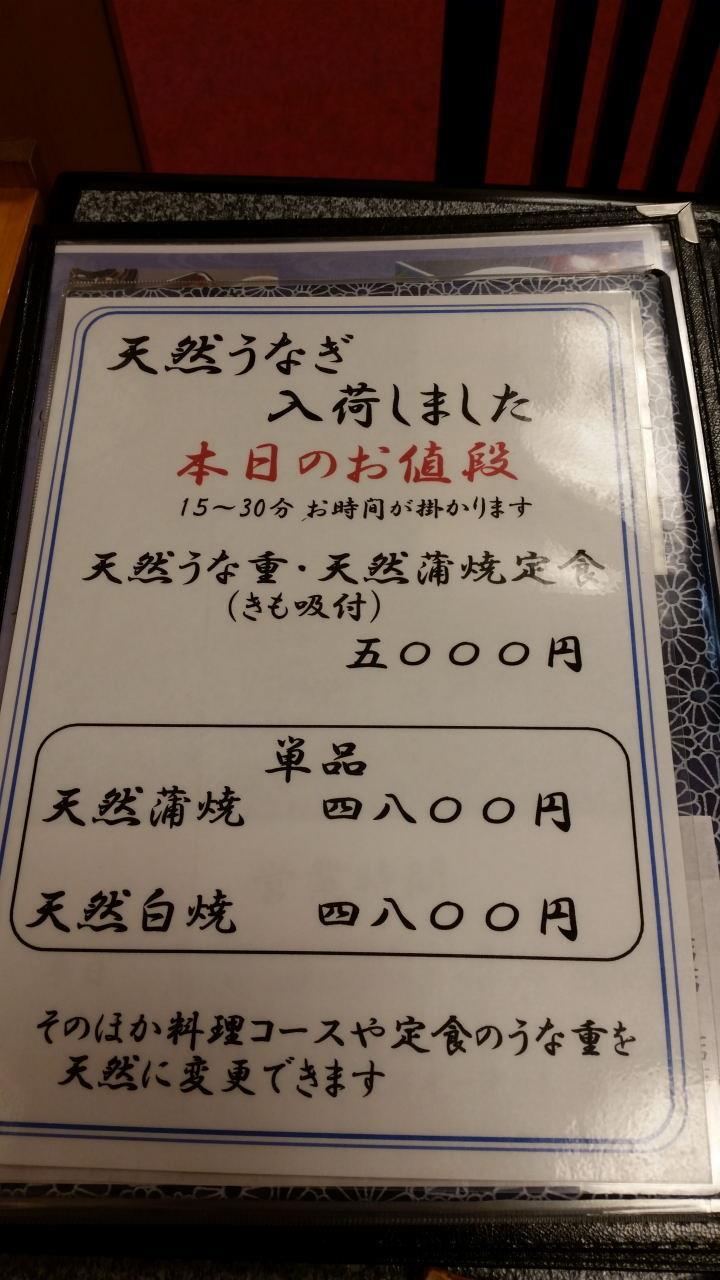 天然うなぎ
入荷しました
本日のお値段
15～30分 お時間が掛かります
天然うな重・天然蒲焼定食
(きも吸付)
五〇〇〇円
単品
天然蒲焼 四八〇〇円
天然白焼 四八〇〇円
そのほか料理コースや定食のうな重を
天然に変更できます